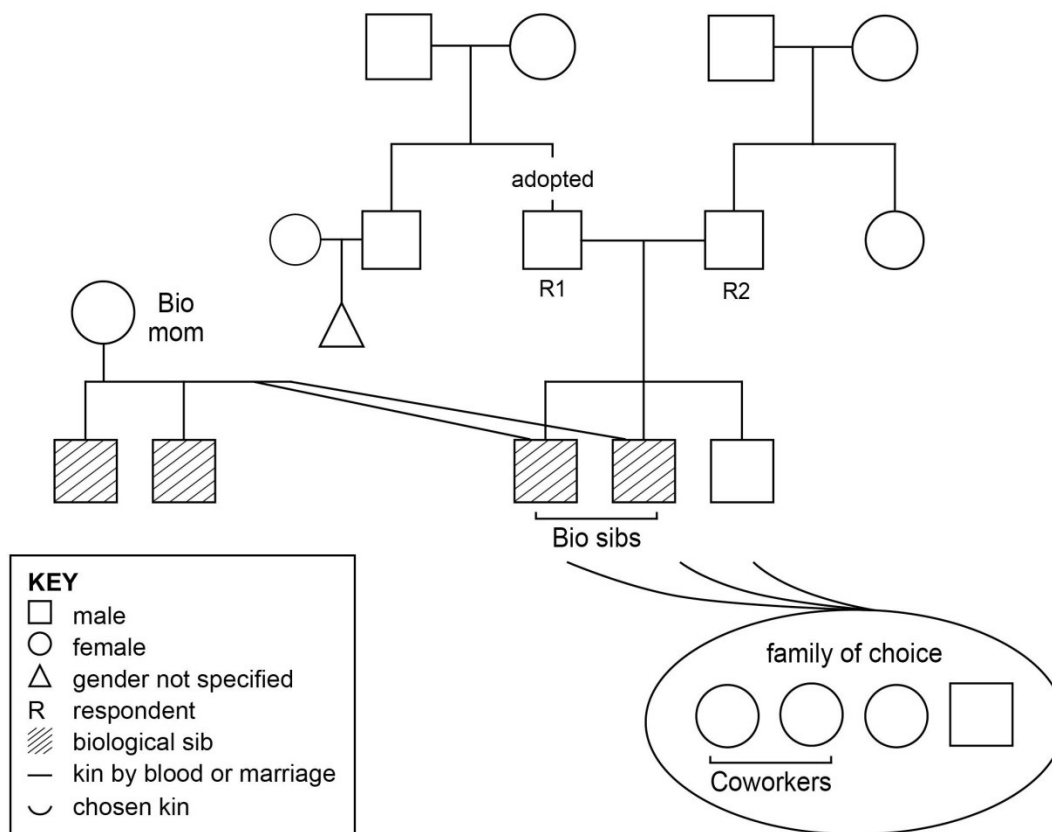 adopted
R1
R2
Bio
mom
Bio sibs
KEY
male
female
gender not specified
R respondent
biological sib
kin by blood or marriage
chosen kin
family of choice
Coworkers